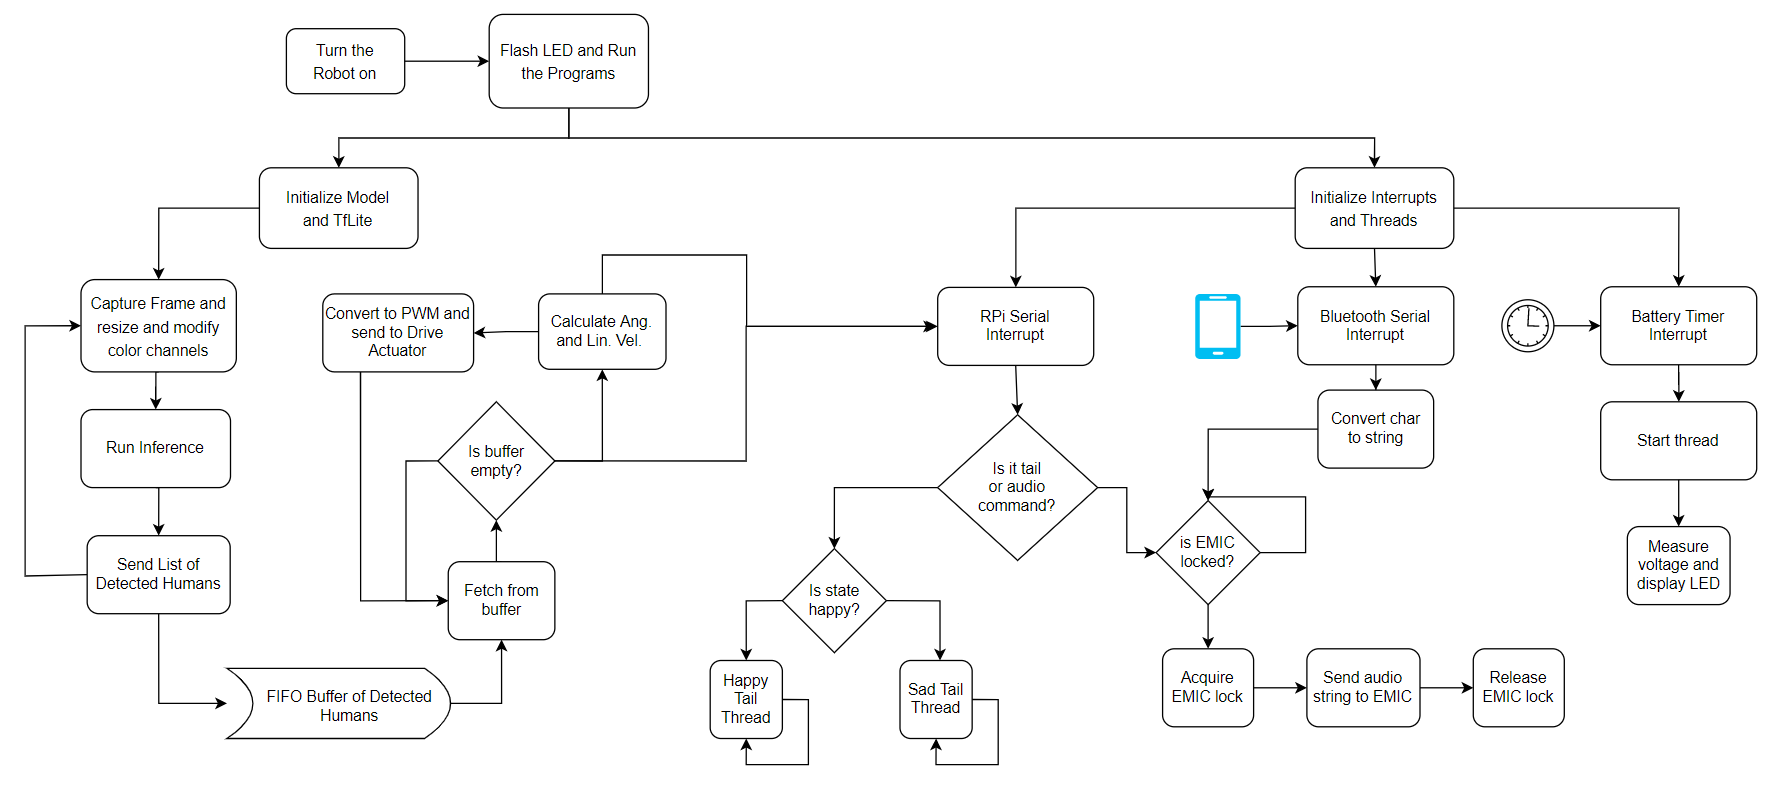 Turn the
Robot on
Flash LED and Run
the Programs
Initialize Model
and TfLite
Initialize Interrupts
and Threads
Capture Frame and
resize and modify
color channels
Convert to PWM and
send to Drive
Actuator
Calculate Ang.
and Lin. Vel.
RPi Serial
Interrupt
Bluetooth Serial
Interrupt
Battery Timer
Interrupt
Run Inference
Is buffer
empty?
Is it tail
or audio
command?
Convert char
to string
Start thread
Send List of
Detected Humans
Fetch from
buffer
Is state
happy?
is EMIC
locked?
Measure
voltage and
display LED
FIFO Buffer of Detected
Humans
Happy
Tail
Thread
Sad Tail
Thread
Acquire
EMIC lock
Send audio
string to EMIC
Release
EMIC lock